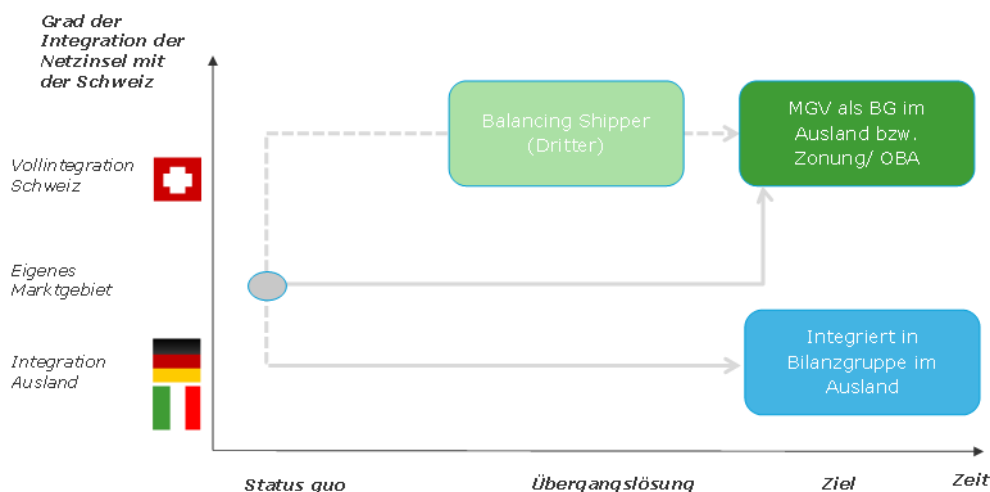 Grad der
Integration der
Netzinsel mit
der Schweiz
Balancing Shipper
(Dritter)
MGV als BG im
Ausland bzw.
Zonung/ OBA
Vollintegration
Schweiz
Eigenes
Marktgebiet
Integration
Ausland
Integriert in
Bilanzgruppe im
Ausland
Status quo
Übergangslösung
Ziel
Zeit